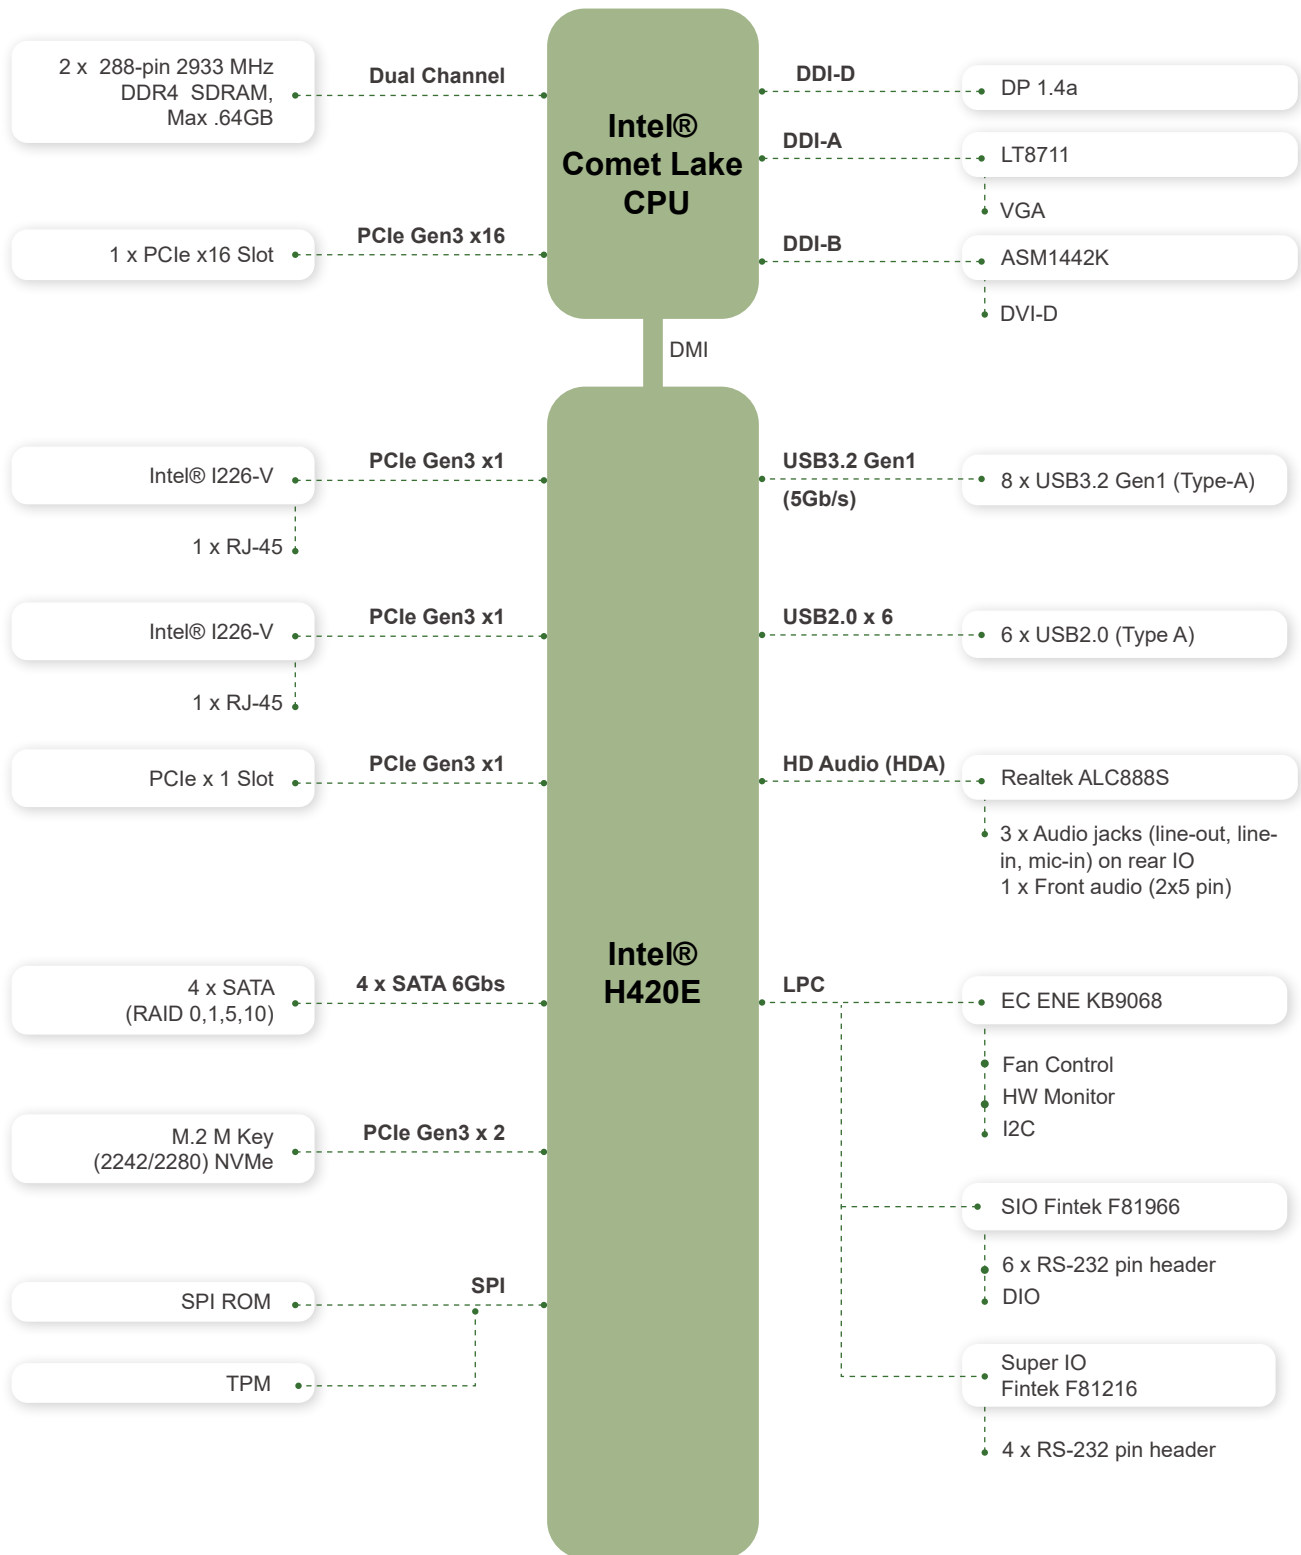 2 x  288-pin 2933 MHz
DDR4  SDRAM,
Max .64GB
Dual Channel
1 x PCIe x16 Slot
PCIe Gen3 x16
Intel®
Comet Lake
CPU
DDI-D
DP 1.4a
DDI-A
LT8711
VGA
DDI-B
ASM1442K
DVI-D
DMI
Intel® I226-V
PCIe Gen3 x1
1 x RJ-45
Intel® I226-V
PCIe Gen3 x1
1 x RJ-45
PCIe x 1 Slot
PCIe Gen3 x1
4 x SATA
(RAID 0,1,5,10)
4 x SATA 6Gbs
M.2 M Key
(2242/2280) NVMe
PCIe Gen3 x 2
SPI ROM
SPI
TPM
Intel®
H420E
USB3.2 Gen1
(5Gb/s)
8 x USB3.2 Gen1 (Type-A)
USB2.0 x 6
6 x USB2.0 (Type A)
HD Audio (HDA)
Realtek ALC888S
3 x Audio jacks (line-out, line-
in, mic-in) on rear IO
1 x Front audio (2x5 pin)
LPC
EC ENE KB9068
Fan Control
HW Monitor
I2C
SIO Fintek F81966
6 x RS-232 pin header
DIO
Super IO
Fintek F81216
4 x RS-232 pin header